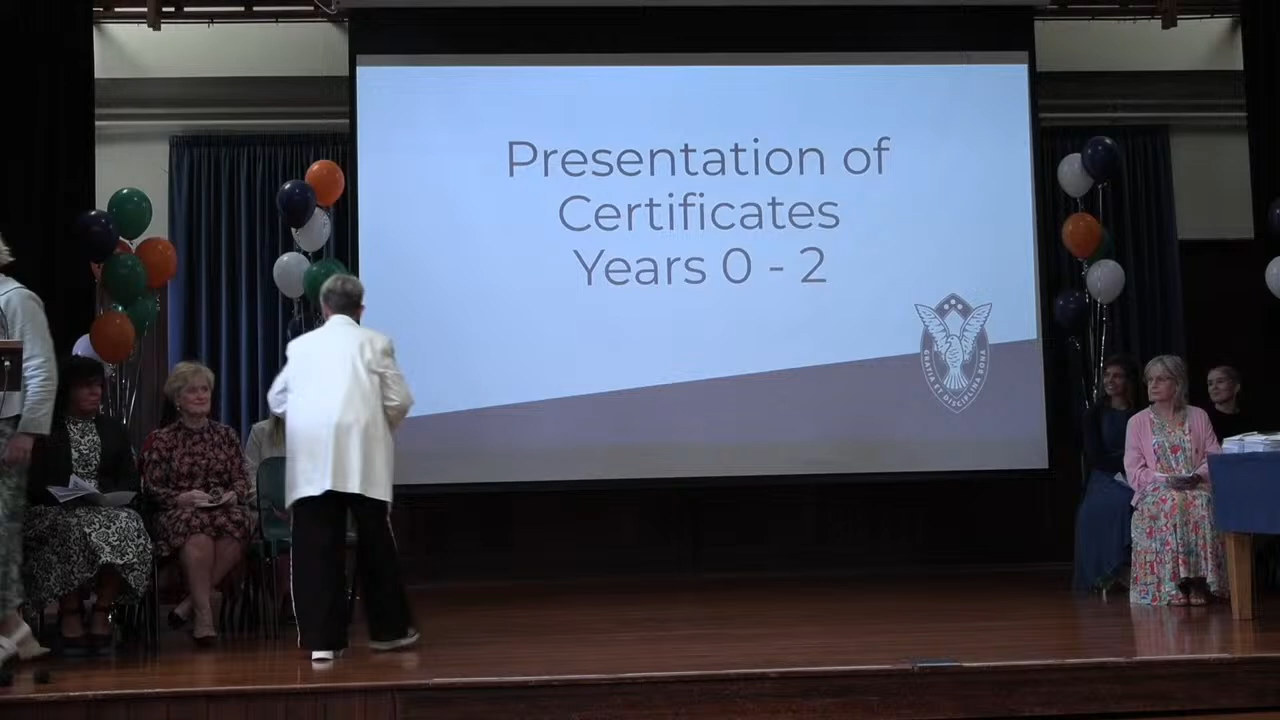 Presentation of
Certificates
Years 0 - 2
GRATIA ET DISCIPLINA BONA